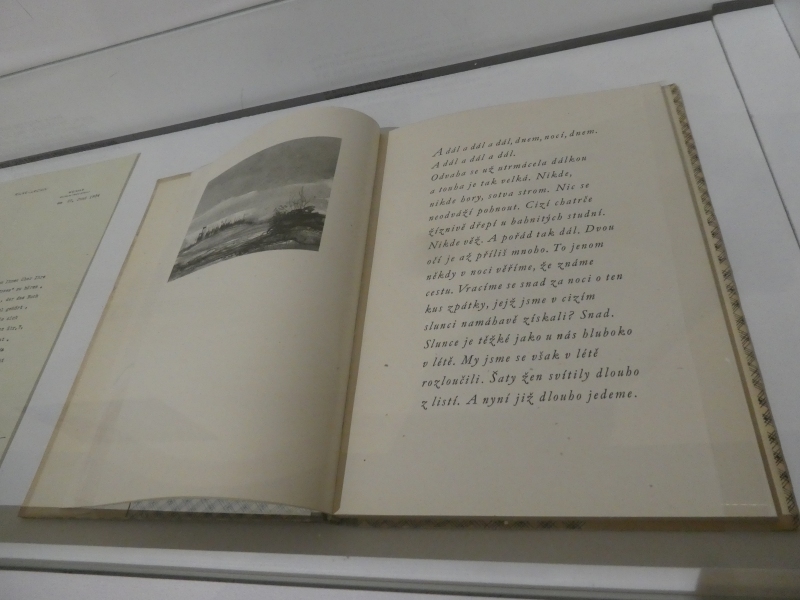 A dál a dál a dál, dnem, nocí, dnem.
A dál a dál a dál.
Odvaha se už utrmácela dálkou
a touha je tak velká. Nikde,
nikde hory, sotva strom. Nic se
neodváží pohnout. Cizí chatrče
žíznivě dřepí u bahnitých studní.
Nikde věž. A pořád tak dál. Dvou
očí je až příliš mnoho. To jenom
někdy v noci věříme, že známe
cestu. Vracíme se snad za noci o ten
kus zpátky, jejž jsme v cizím
slunci namáhavě získali? Snad.
Slunce je těžké jako u nás hluboko
v létě. My jsme se však v létě
rozloučili. Šaty žen svítily dlouho
z listí. A nyní již dlouho jedeme.